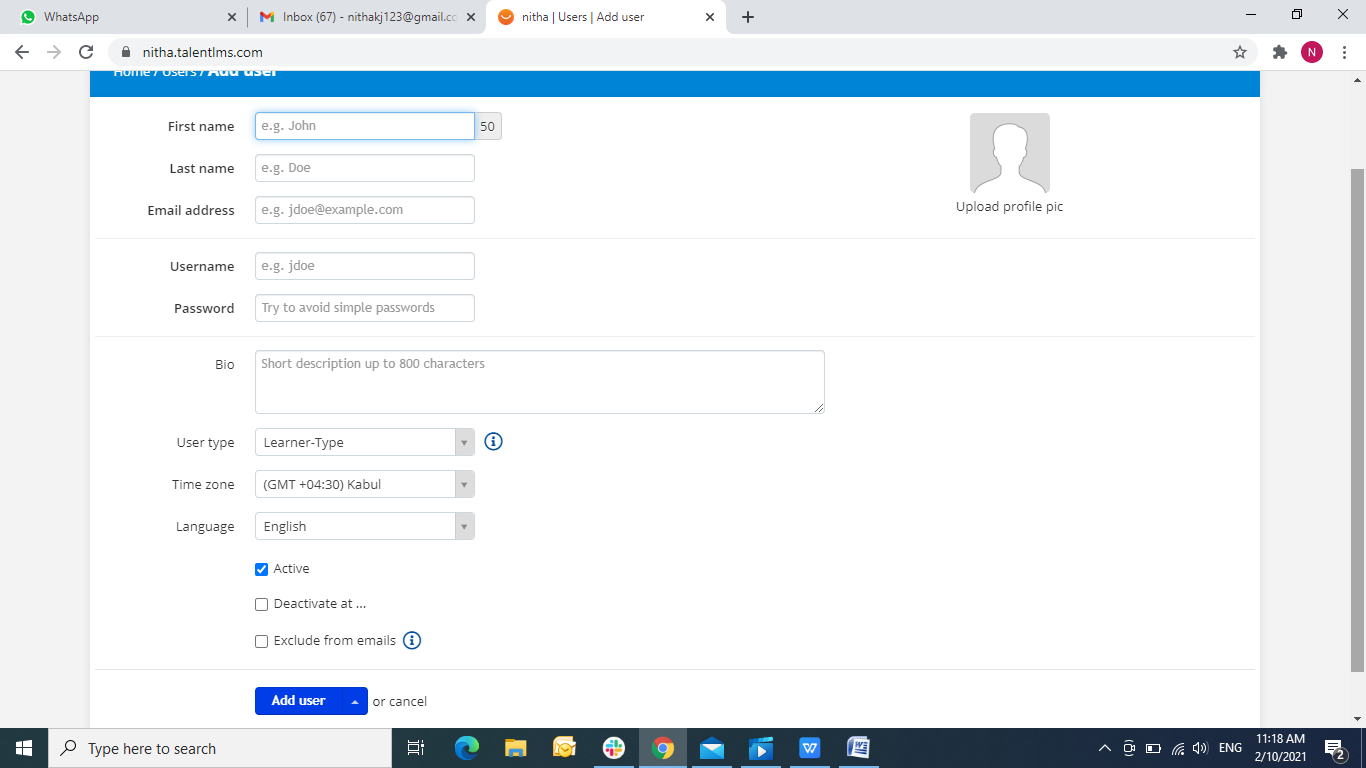 WhatsApp
Inbox (67) - nithakj123@gmail.cc
nitha | Users | Add user
nitha.talentlms.com
N
Home / Users / Add user
First name e.g. John 50
Last name e.g. Doe
Email address e.g. jdoe@example.com
Upload profile pic
Username e.g. jdoe
Password Try to avoid simple passwords
Bio Short description up to 800 characters
User type Learner-Type
Time zone (GMT +04:30) Kabul
Language English
Active
Deactivate at ...
Exclude from emails
Add user or cancel
Type here to search
ENG
11:18 AM
2/10/2021
2